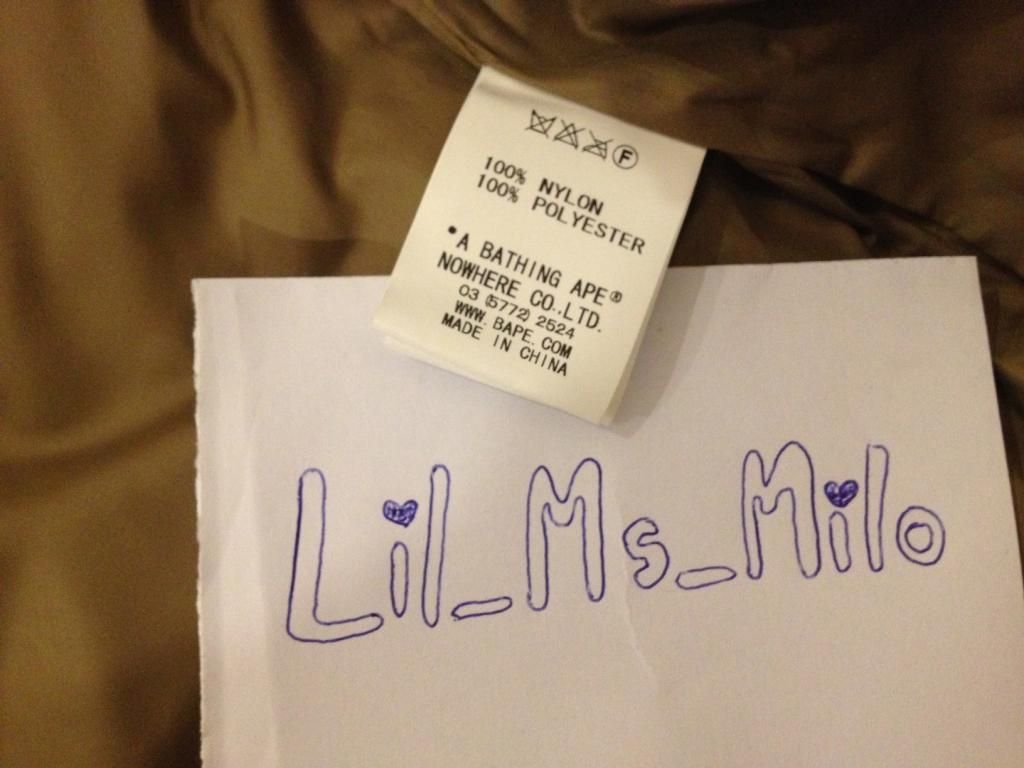 F
100% NYLON
100% POLYESTER
•A BATHING APE®
NOWHERE CO.,LTD.
03 (5772) 2524
WWW. BAPE. COM
MADE IN CHINA
Lil_Ms_Milo